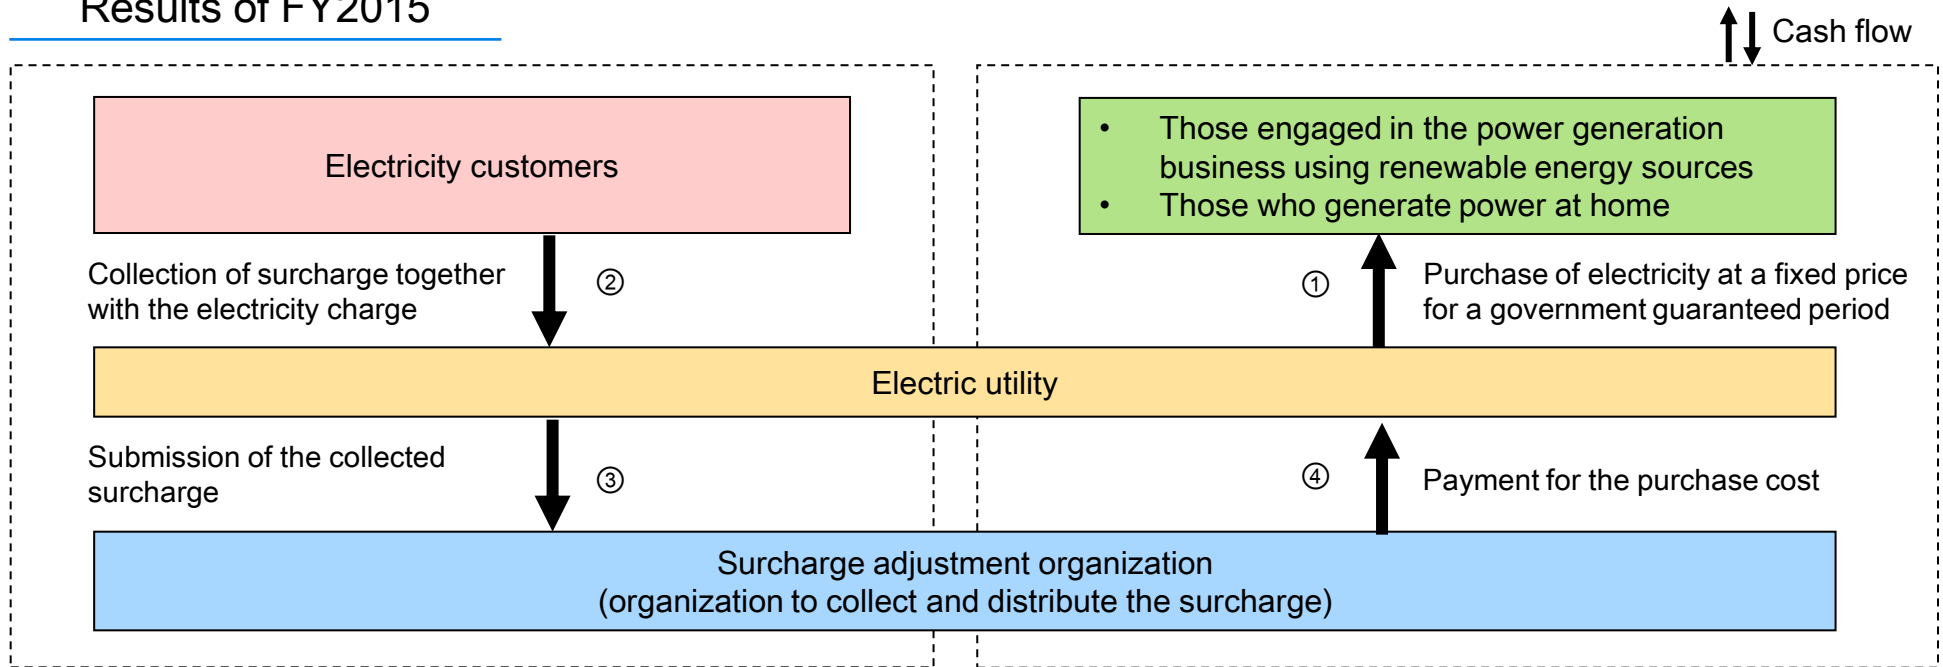 Results of FY2015
Cash flow
Electricity customers
• Those engaged in the power generation
business using renewable energy sources
• Those who generate power at home
Collection of surcharge together
with the electricity charge
②
①
Purchase of electricity at a fixed price
for a government guaranteed period
Electric utility
Submission of the collected
surcharge
③
④
Payment for the purchase cost
Surcharge adjustment organization
(organization to collect and distribute the surcharge)